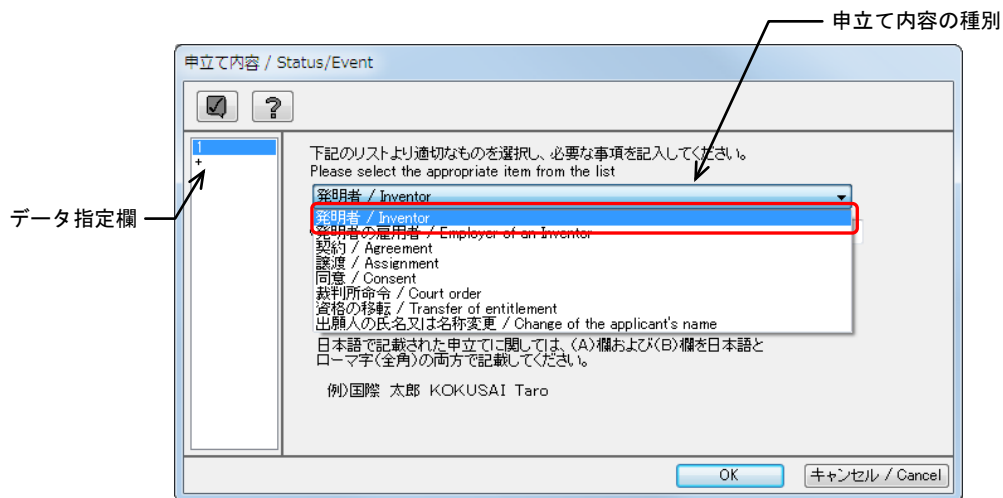 申立て内容の種別
申立て内容 / Status/Event
?
1
+
データ指定欄
下記のリストより適切なものを選択し、必要な事項を記入してください。
Please select the appropriate item from the list
発明者 / Inventor
発明者 / Inventor
発明者の雇用者 / Employer of an Inventor
契約 / Agreement
譲渡 / Assignment
同意 / Consent
裁判所命令 / Court order
資格の移転 / Transfer of entitlement
出願人の氏名又は名称変更 / Change of the applicant's name
日本語で記載された申立てに関しては、(A)欄および(B)欄を日本語と
ローマ字(全角)の両方で記載してください。
例)国際 太郎 ＫＯＫＵＳＡＩ Ｔａｒｏ
OK
キャンセル / Cancel